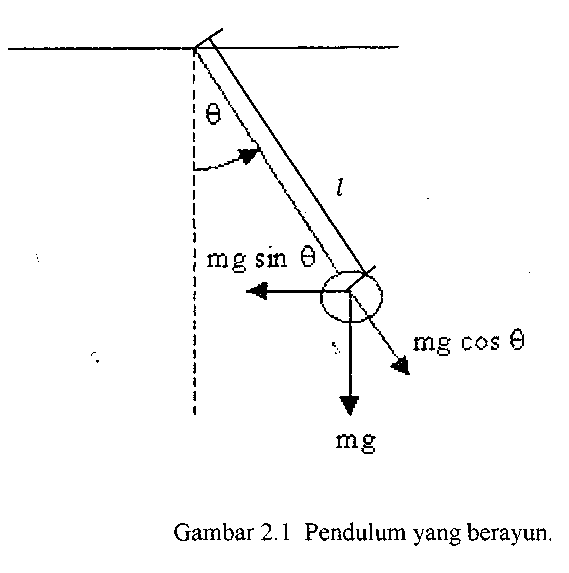 θ
l
mg sin θ
mg cos θ
mg
Gambar 2.1 Pendulum yang berayun.